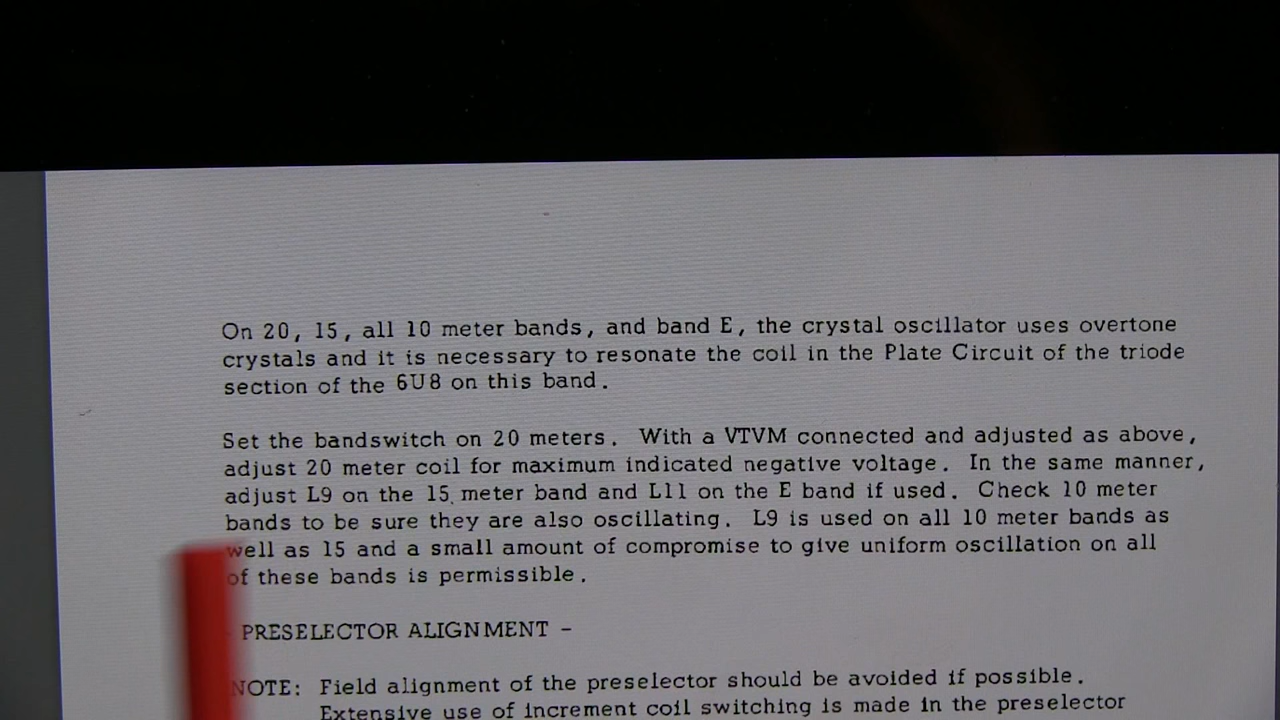 On 20, 15, all 10 meter bands, and band E, the crystal oscillator uses overtone
crystals and it is necessary to resonate the coil in the Plate Circuit of the triode
section of the 6U8 on this band.
Set the bandswitch on 20 meters. With a VTVM connected and adjusted as above,
adjust 20 meter coil for maximum indicated negative voltage. In the same manner,
adjust L9 on the 15 meter band and L11 on the E band if used. Check 10 meter
bands to be sure they are also oscillating. L9 is used on all 10 meter bands as
well as 15 and a small amount of compromise to give uniform oscillation on all
of these bands is permissible.
- PRESELECTOR ALIGNMENT -
NOTE: Field alignment of the preselector should be avoided if possible.
Extensive use of increment coil switching is made in the preselector